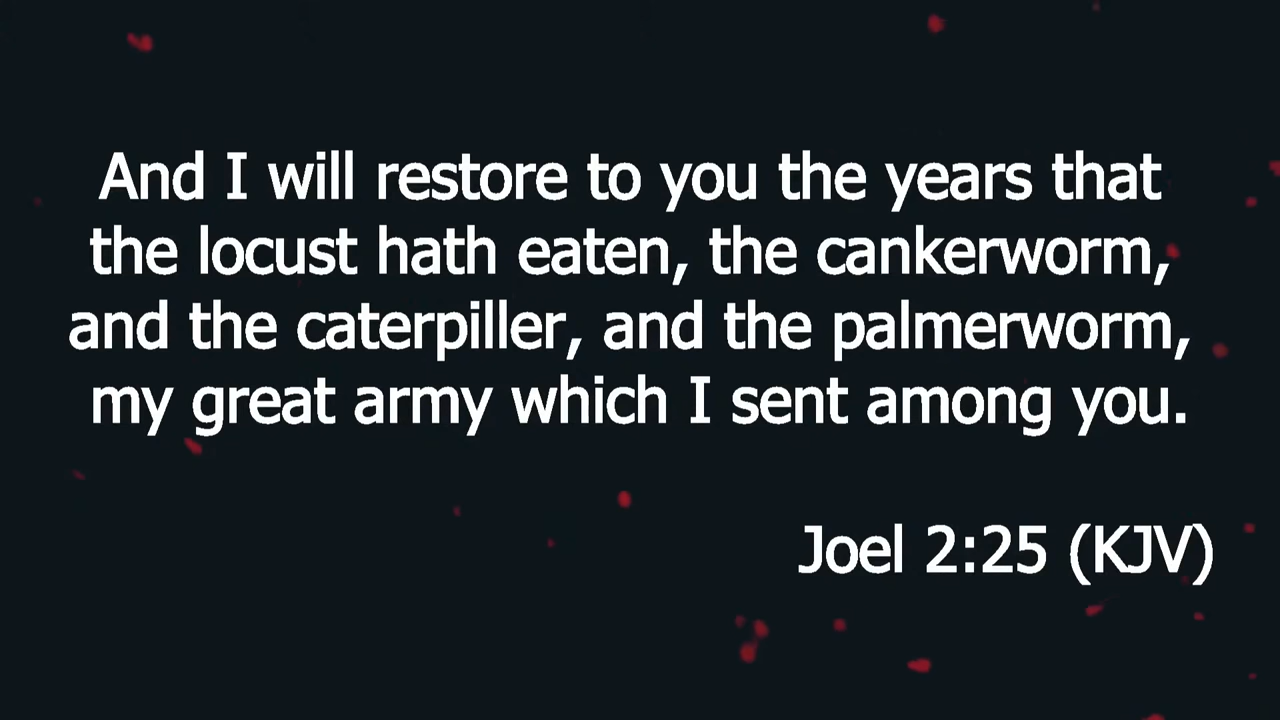 And I will restore to you the years that
the locust hath eaten, the cankerworm,
and the caterpiller, and the palmerworm,
my great army which I sent among you.
Joel 2:25 (KJV)